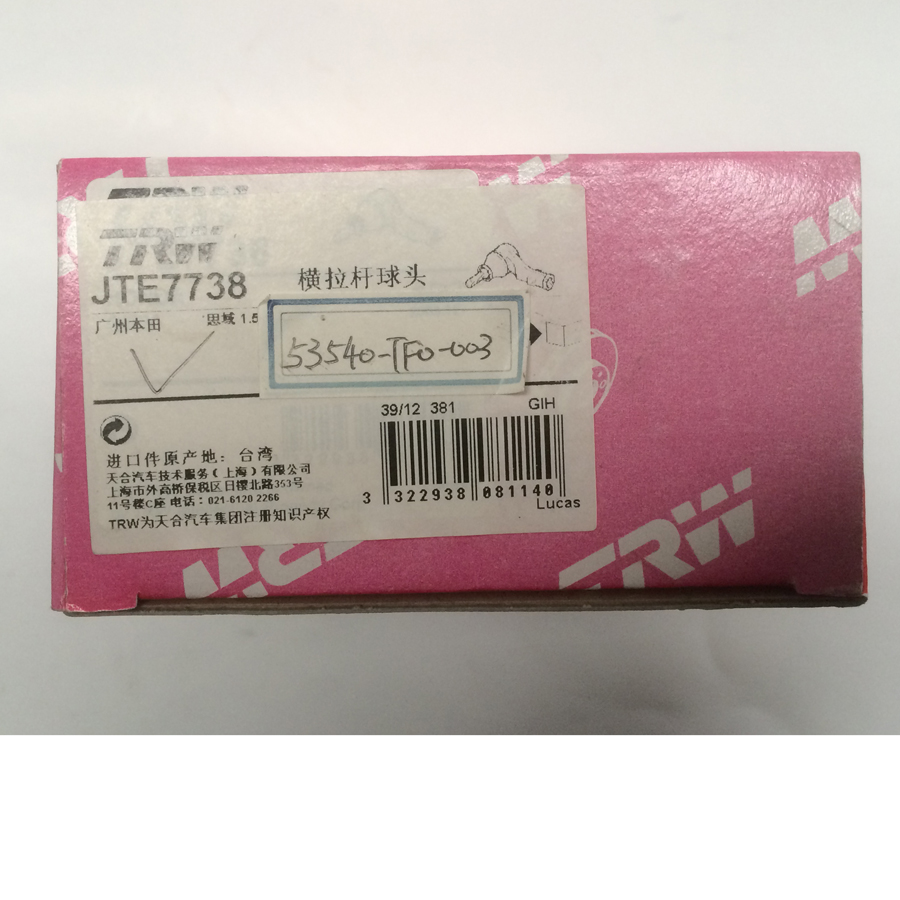 TRW
JTE7738
横拉杆球头
广州本田 思域 1.5
53540-TF0-003
39/12 381 GIH
进口件原产地：台湾
天合汽车技术服务（上海）有限公司
上海市外高桥保税区日樱北路353号
11号楼C座 电话：021-6120 2266
TRW为天合汽车集团注册知识产权
3 322938 081140
Lucas
TRW